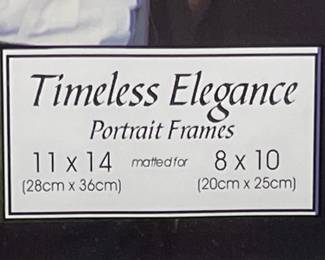 Timeless Elegance
Portrait Frames
11 x 14 matted for 8 x 10
(28cm x 36cm) (20cm x 25cm)